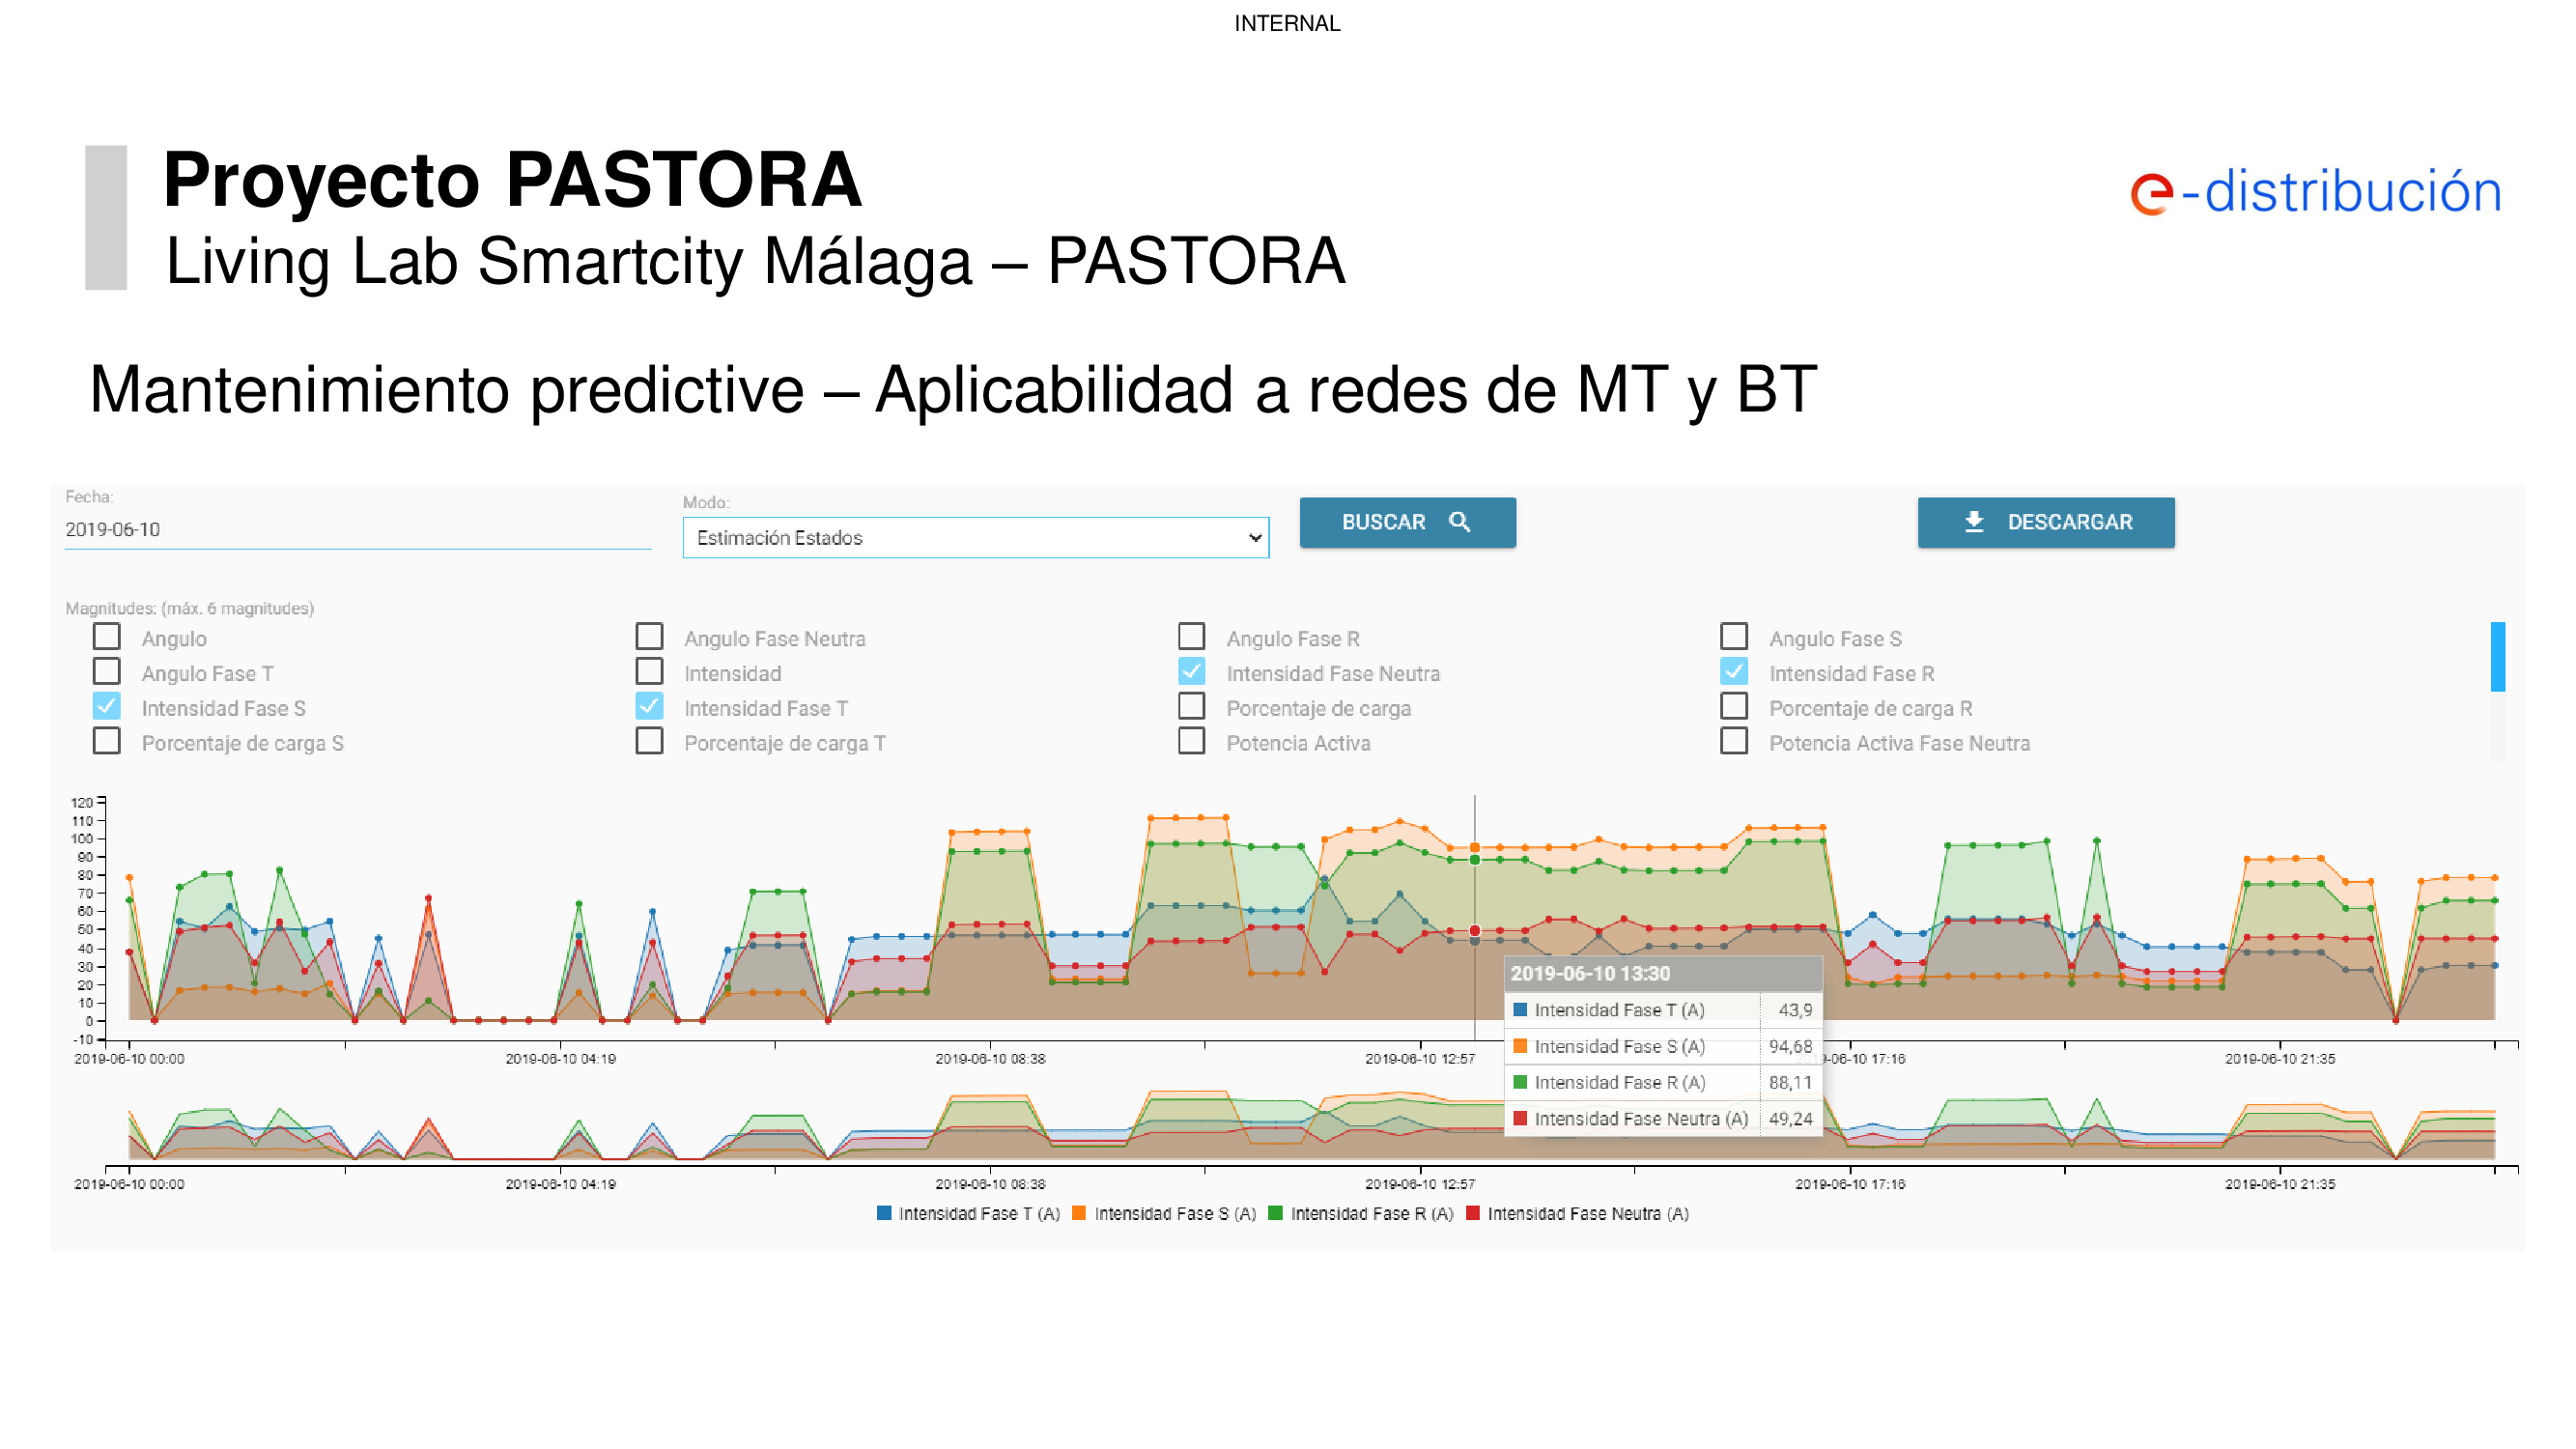 INTERNAL
Proyecto PASTORA
e-distribución
Living Lab Smartcity Málaga – PASTORA
Mantenimiento predictive – Aplicabilidad a redes de MT y BT
Fecha:
2019-06-10
Modo:
Estimación Estados
BUSCAR
DESCARGAR
Magnitudes: (máx. 6 magnitudes)
Angulo Angulo Fase Neutra Angulo Fase R Angulo Fase S
Angulo Fase T Intensidad Intensidad Fase Neutra Intensidad Fase R
Intensidad Fase S Intensidad Fase T Porcentaje de carga Porcentaje de carga R
Porcentaje de carga S Porcentaje de carga T Potencia Activa Potencia Activa Fase Neutra
120
110
100
90
80
70
60
50
40
30
20
10
0
-10
2019-06-10 00:00 2019-06-10 04:19 2019-06-10 08:38 2019-06-10 12:57 -06-10 17:16 2019-06-10 21:35
2019-06-10 13:30
Intensidad Fase T (A) 43,9
Intensidad Fase S (A) 94,68
Intensidad Fase R (A) 88,11
Intensidad Fase Neutra (A) 49,24
2019-06-10 00:00 2019-06-10 04:19 2019-06-10 08:38 2019-06-10 12:57 2019-06-10 17:16 2019-06-10 21:35
Intensidad Fase T (A) Intensidad Fase S (A) Intensidad Fase R (A) Intensidad Fase Neutra (A)